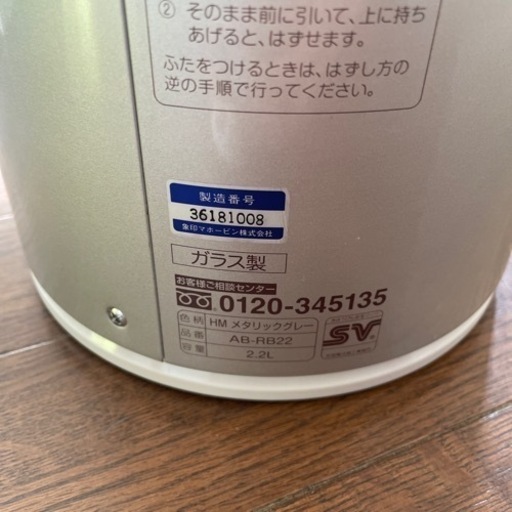 ② そのまま前に引いて、上に持ち
あげると、はずせます。
ふたをつけるときは、はずし方の
逆の手順で行ってください。
製造番号
36181008
象印マホービン株式会社
ガラス製
お客様ご相談センター
0120-345135
色柄 HM メタリックグレー
品番 AB-RB22
容量 2.2L
SV